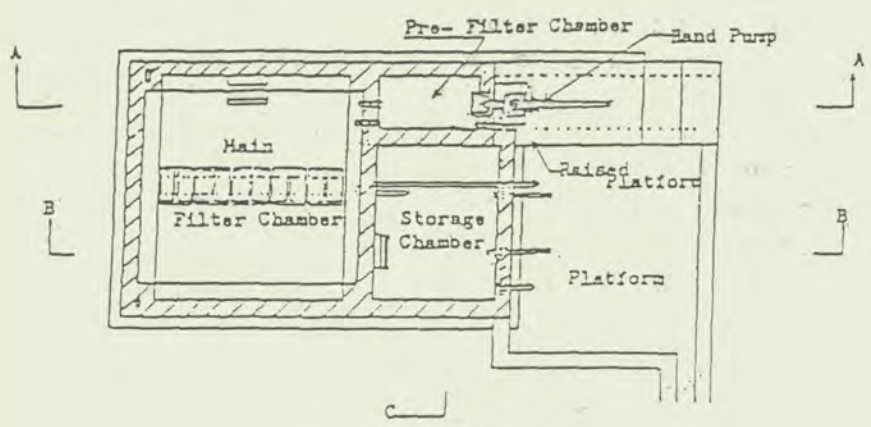 Pre- Filter Chamber
Hand Pump
A
A
Main
Raised
Platform
B
Filter Chamber
Storage
Chamber
B
Platform
C